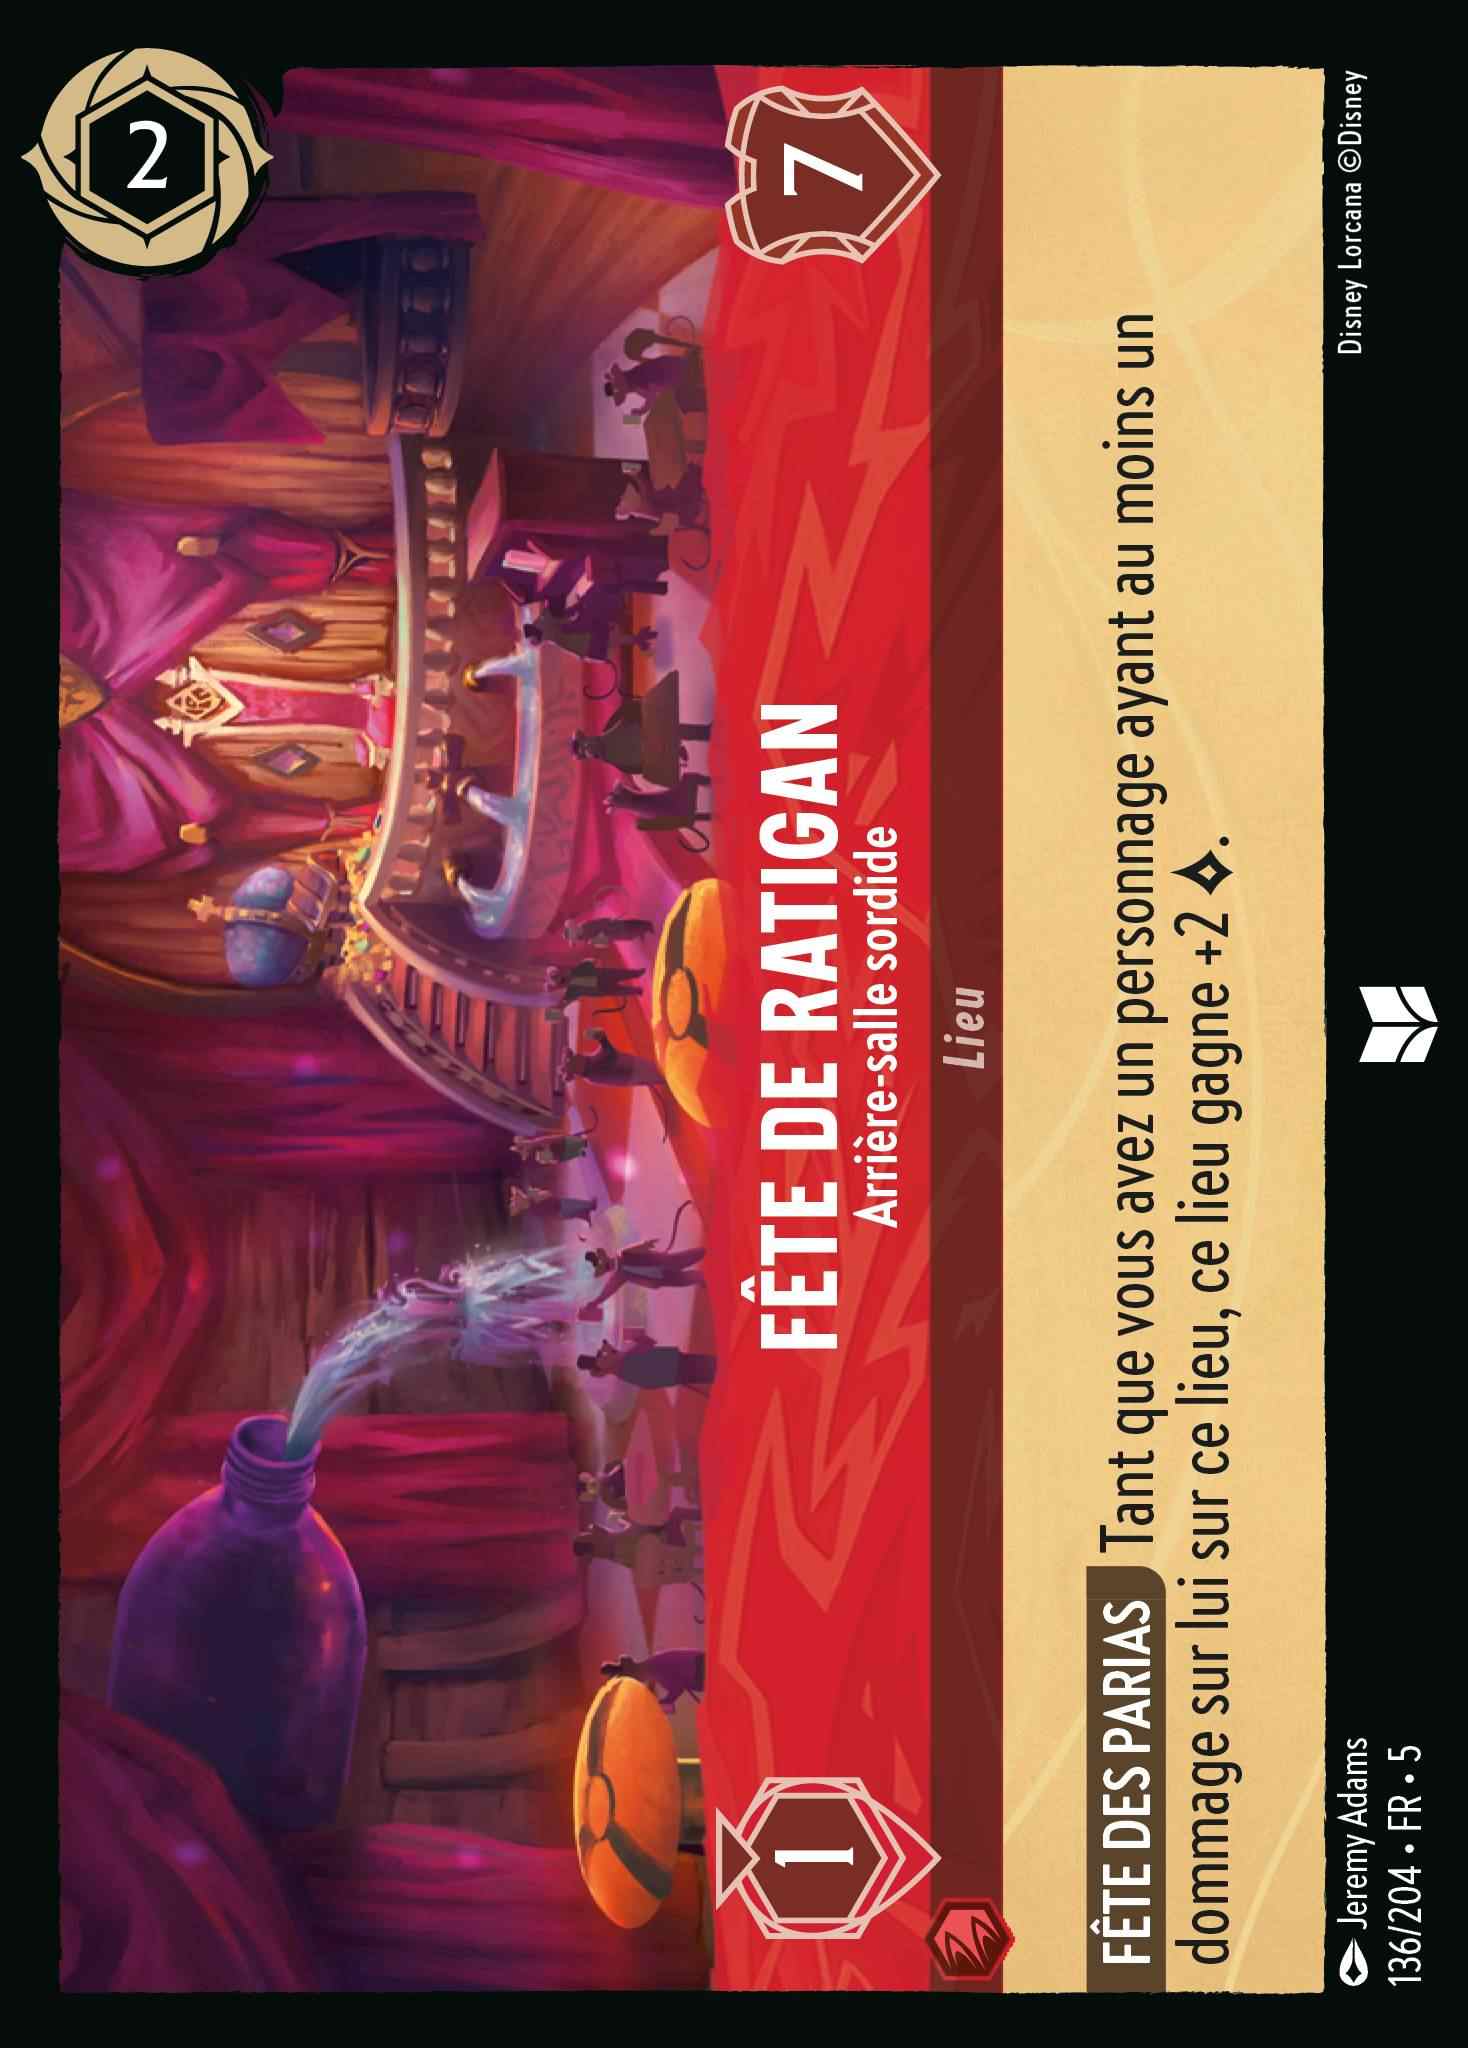 2
FÊTE DE RATIGAN
Arrière-salle sordide
1
7
Lieu
FÊTE DES PARIAS Tant que vous avez un personnage ayant au moins un
dommage sur lui sur ce lieu, ce lieu gagne +2 ⟡.
Jeremy Adams
136/204 • FR • 5
Disney Lorcana ©Disney